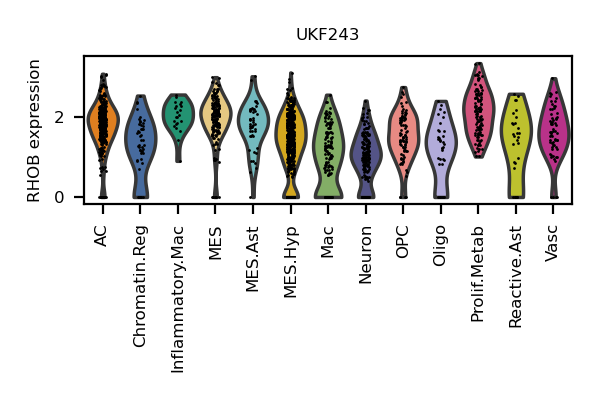 UKF243
RHOB expression
2
0
AC
Chromatin.Reg
Inflammatory.Mac
MES
MES.Ast
MES.Hyp
Mac
Neuron
OPC
Oligo
Prolif.Metab
Reactive.Ast
Vasc